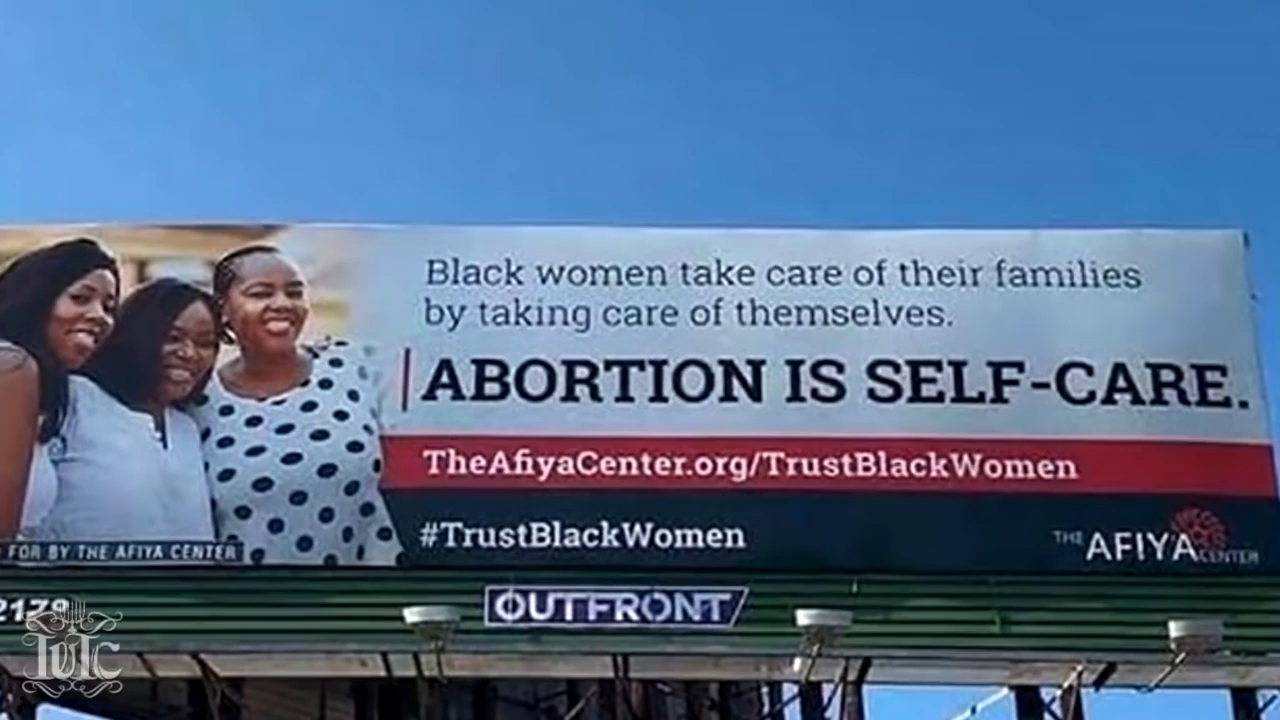 Black women take care of their families
by taking care of themselves.
ABORTION IS SELF-CARE.
TheAfiyaCenter.org/TrustBlackWomen
#TrustBlackWomen
THE AFIYA CENTER
FOR BY THE AFIYA CENTER
OUTFRONT
2178
IUIC